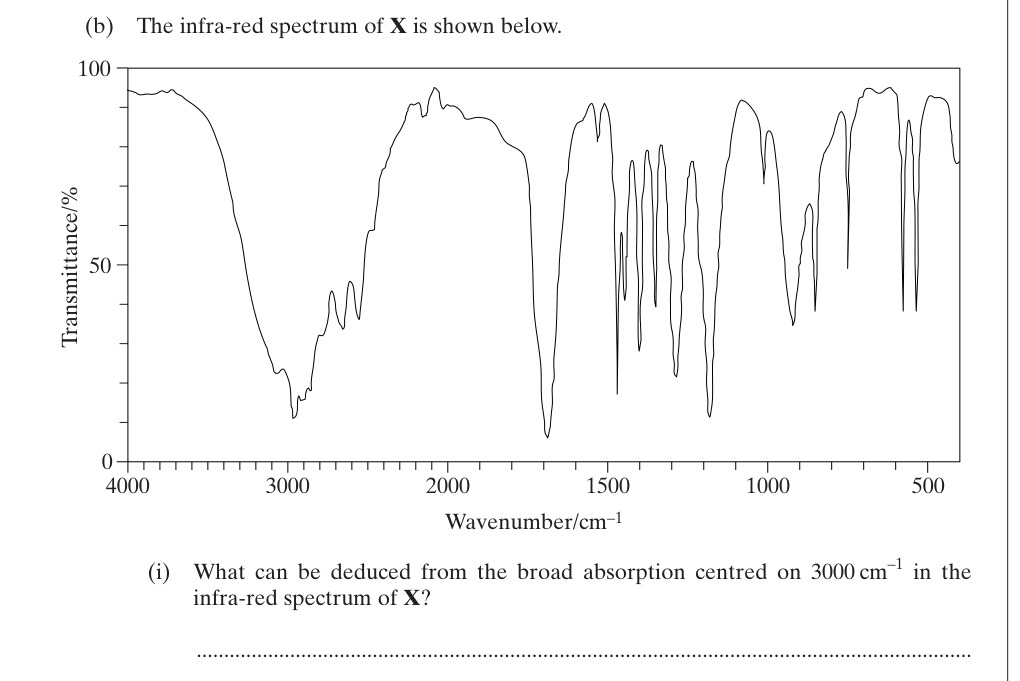 (b) The infra-red spectrum of X is shown below.
100
50
0
Transmittance/%
4000 3000 2000 1500 1000 500
Wavenumber/cm⁻¹
(i) What can be deduced from the broad absorption centred on 3000 cm⁻¹ in the
infra-red spectrum of X?